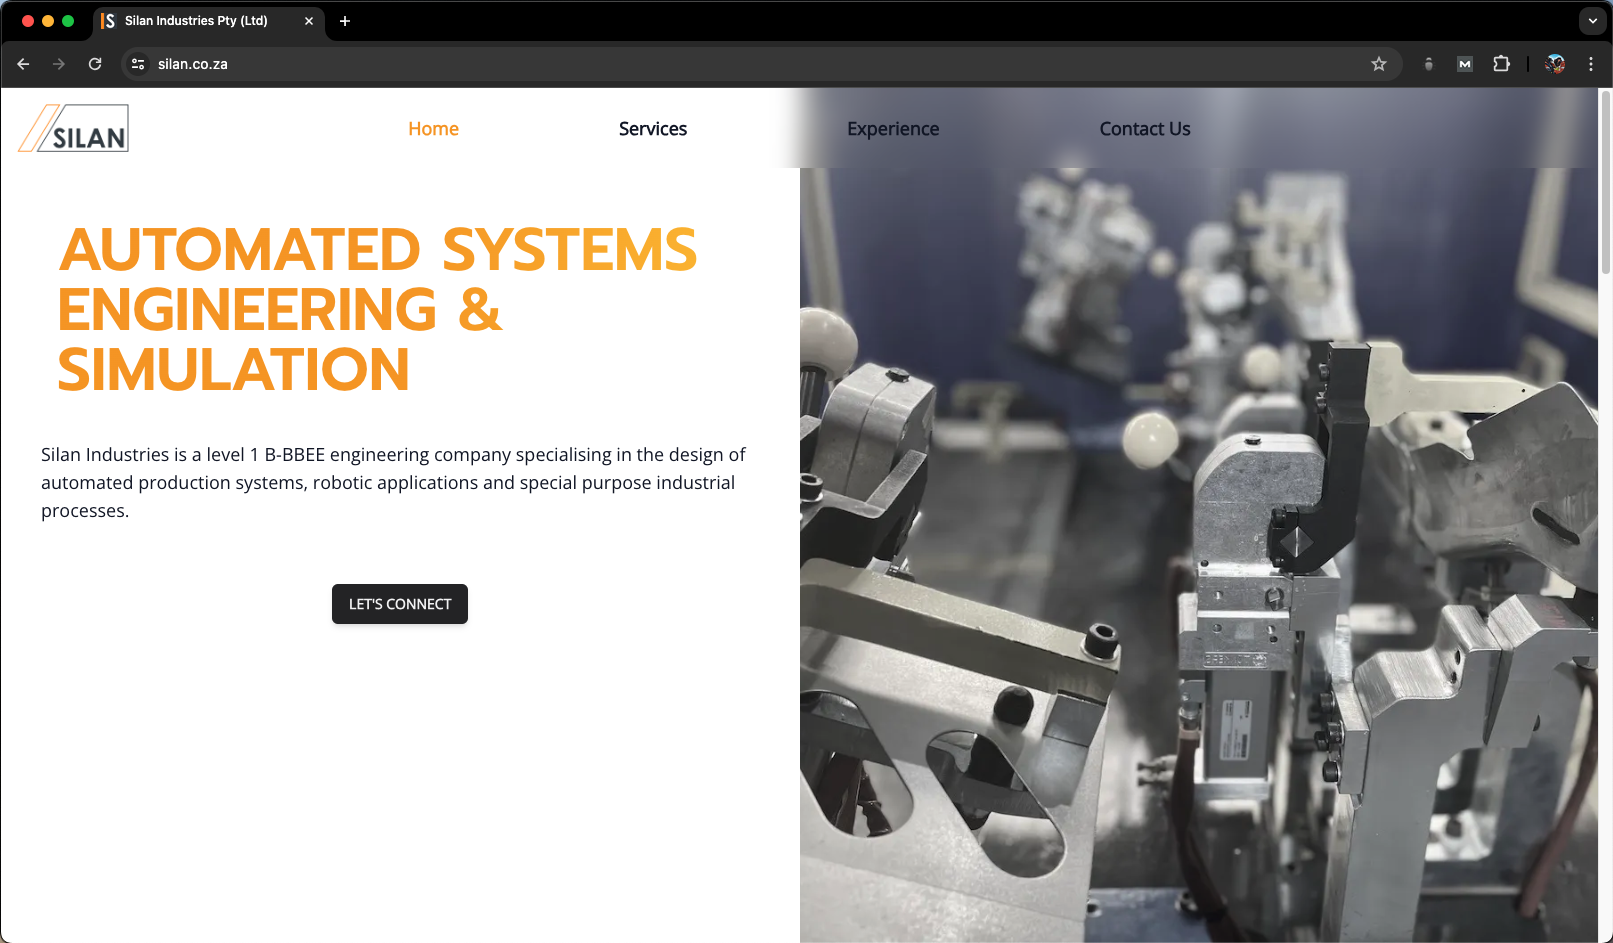 Silan Industries Pty (Ltd)
silan.co.za
SILAN
Home
Services
Experience
Contact Us
AUTOMATED SYSTEMS
ENGINEERING &
SIMULATION
Silan Industries is a level 1 B-BBEE engineering company specialising in the design of
automated production systems, robotic applications and special purpose industrial
processes.
LET'S CONNECT